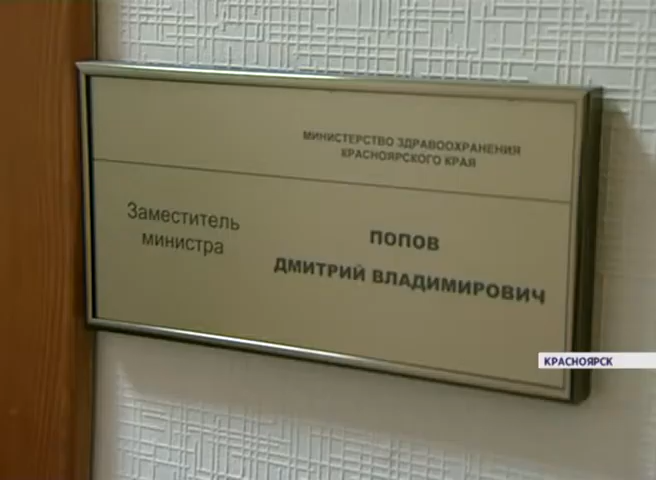 МИНИСТЕРСТВО ЗДРАВООХРАНЕНИЯ
КРАСНОЯРСКОГО КРАЯ
Заместитель
министра
ПОПОВ
ДМИТРИЙ ВЛАДИМИРОВИЧ
КРАСНОЯРСК